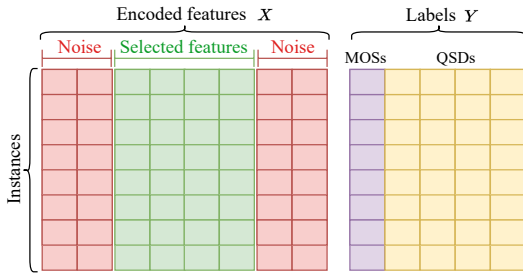 Encoded features X
Labels Y
Noise
Selected features
Noise
MOSs
QSDs
Instances